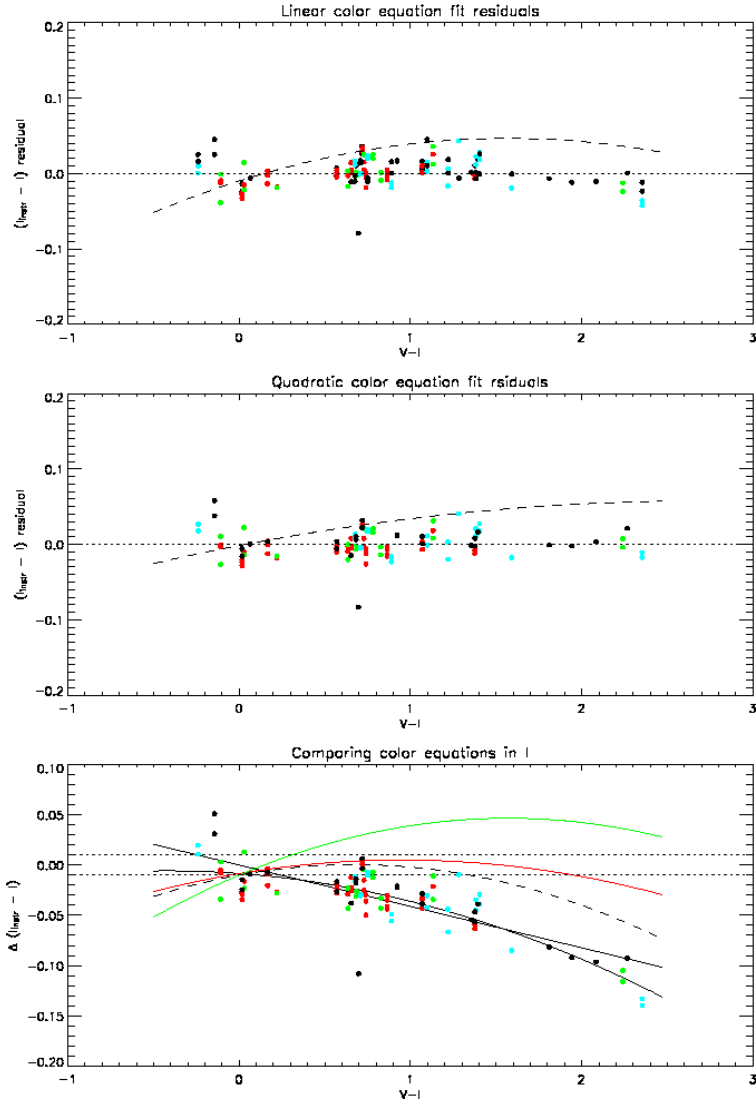 Linear color equation fit residuals
0.2
0.1
0.0
-0.1
-0.2
(I_Instr - I) residual
-1 0 1 2 3
V-I
Quadratic color equation fit rsiduals
0.2
0.1
0.0
-0.1
-0.2
(I_Instr - I) residual
-1 0 1 2 3
V-I
Comparing color equations in I
0.10
0.05
0.00
-0.05
-0.10
-0.15
-0.20
Δ (I_Instr - I)
-1 0 1 2 3
V-I